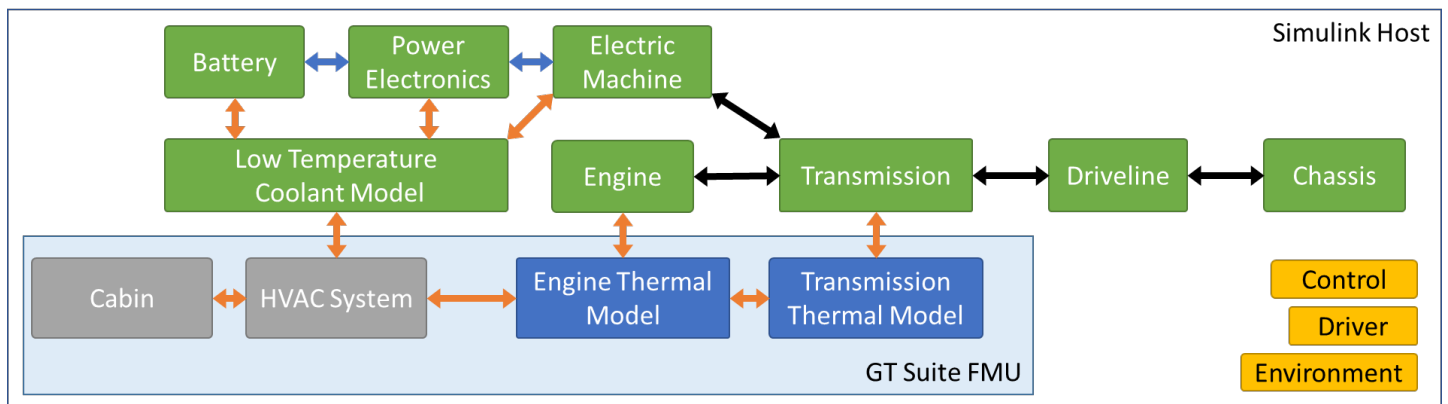 Simulink Host
Battery
Power
Electronics
Electric
Machine
Low Temperature
Coolant Model
Engine
Transmission
Driveline
Chassis
Cabin
HVAC System
Engine Thermal
Model
Transmission
Thermal Model
GT Suite FMU
Control
Driver
Environment